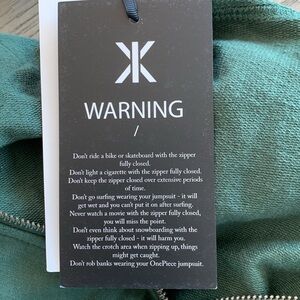 WARNING
/
Don't ride a bike or skateboard with the zipper
fully closed.
Don't light a cigarette with the zipper fully closed.
Don't keep the zipper closed over extensive periods
of time.
Don't go surfing wearing your jumpsuit - it will
get wet and you can't put it on after surfing.
Never watch a movie with the zipper fully closed,
you will miss the point.
Don't even think about snowboarding with the
zipper fully closed - it will harm you.
Watch the crotch area when zipping up, things
might get caught.
Don't rob banks wearing your OnePiece jumpsuit.